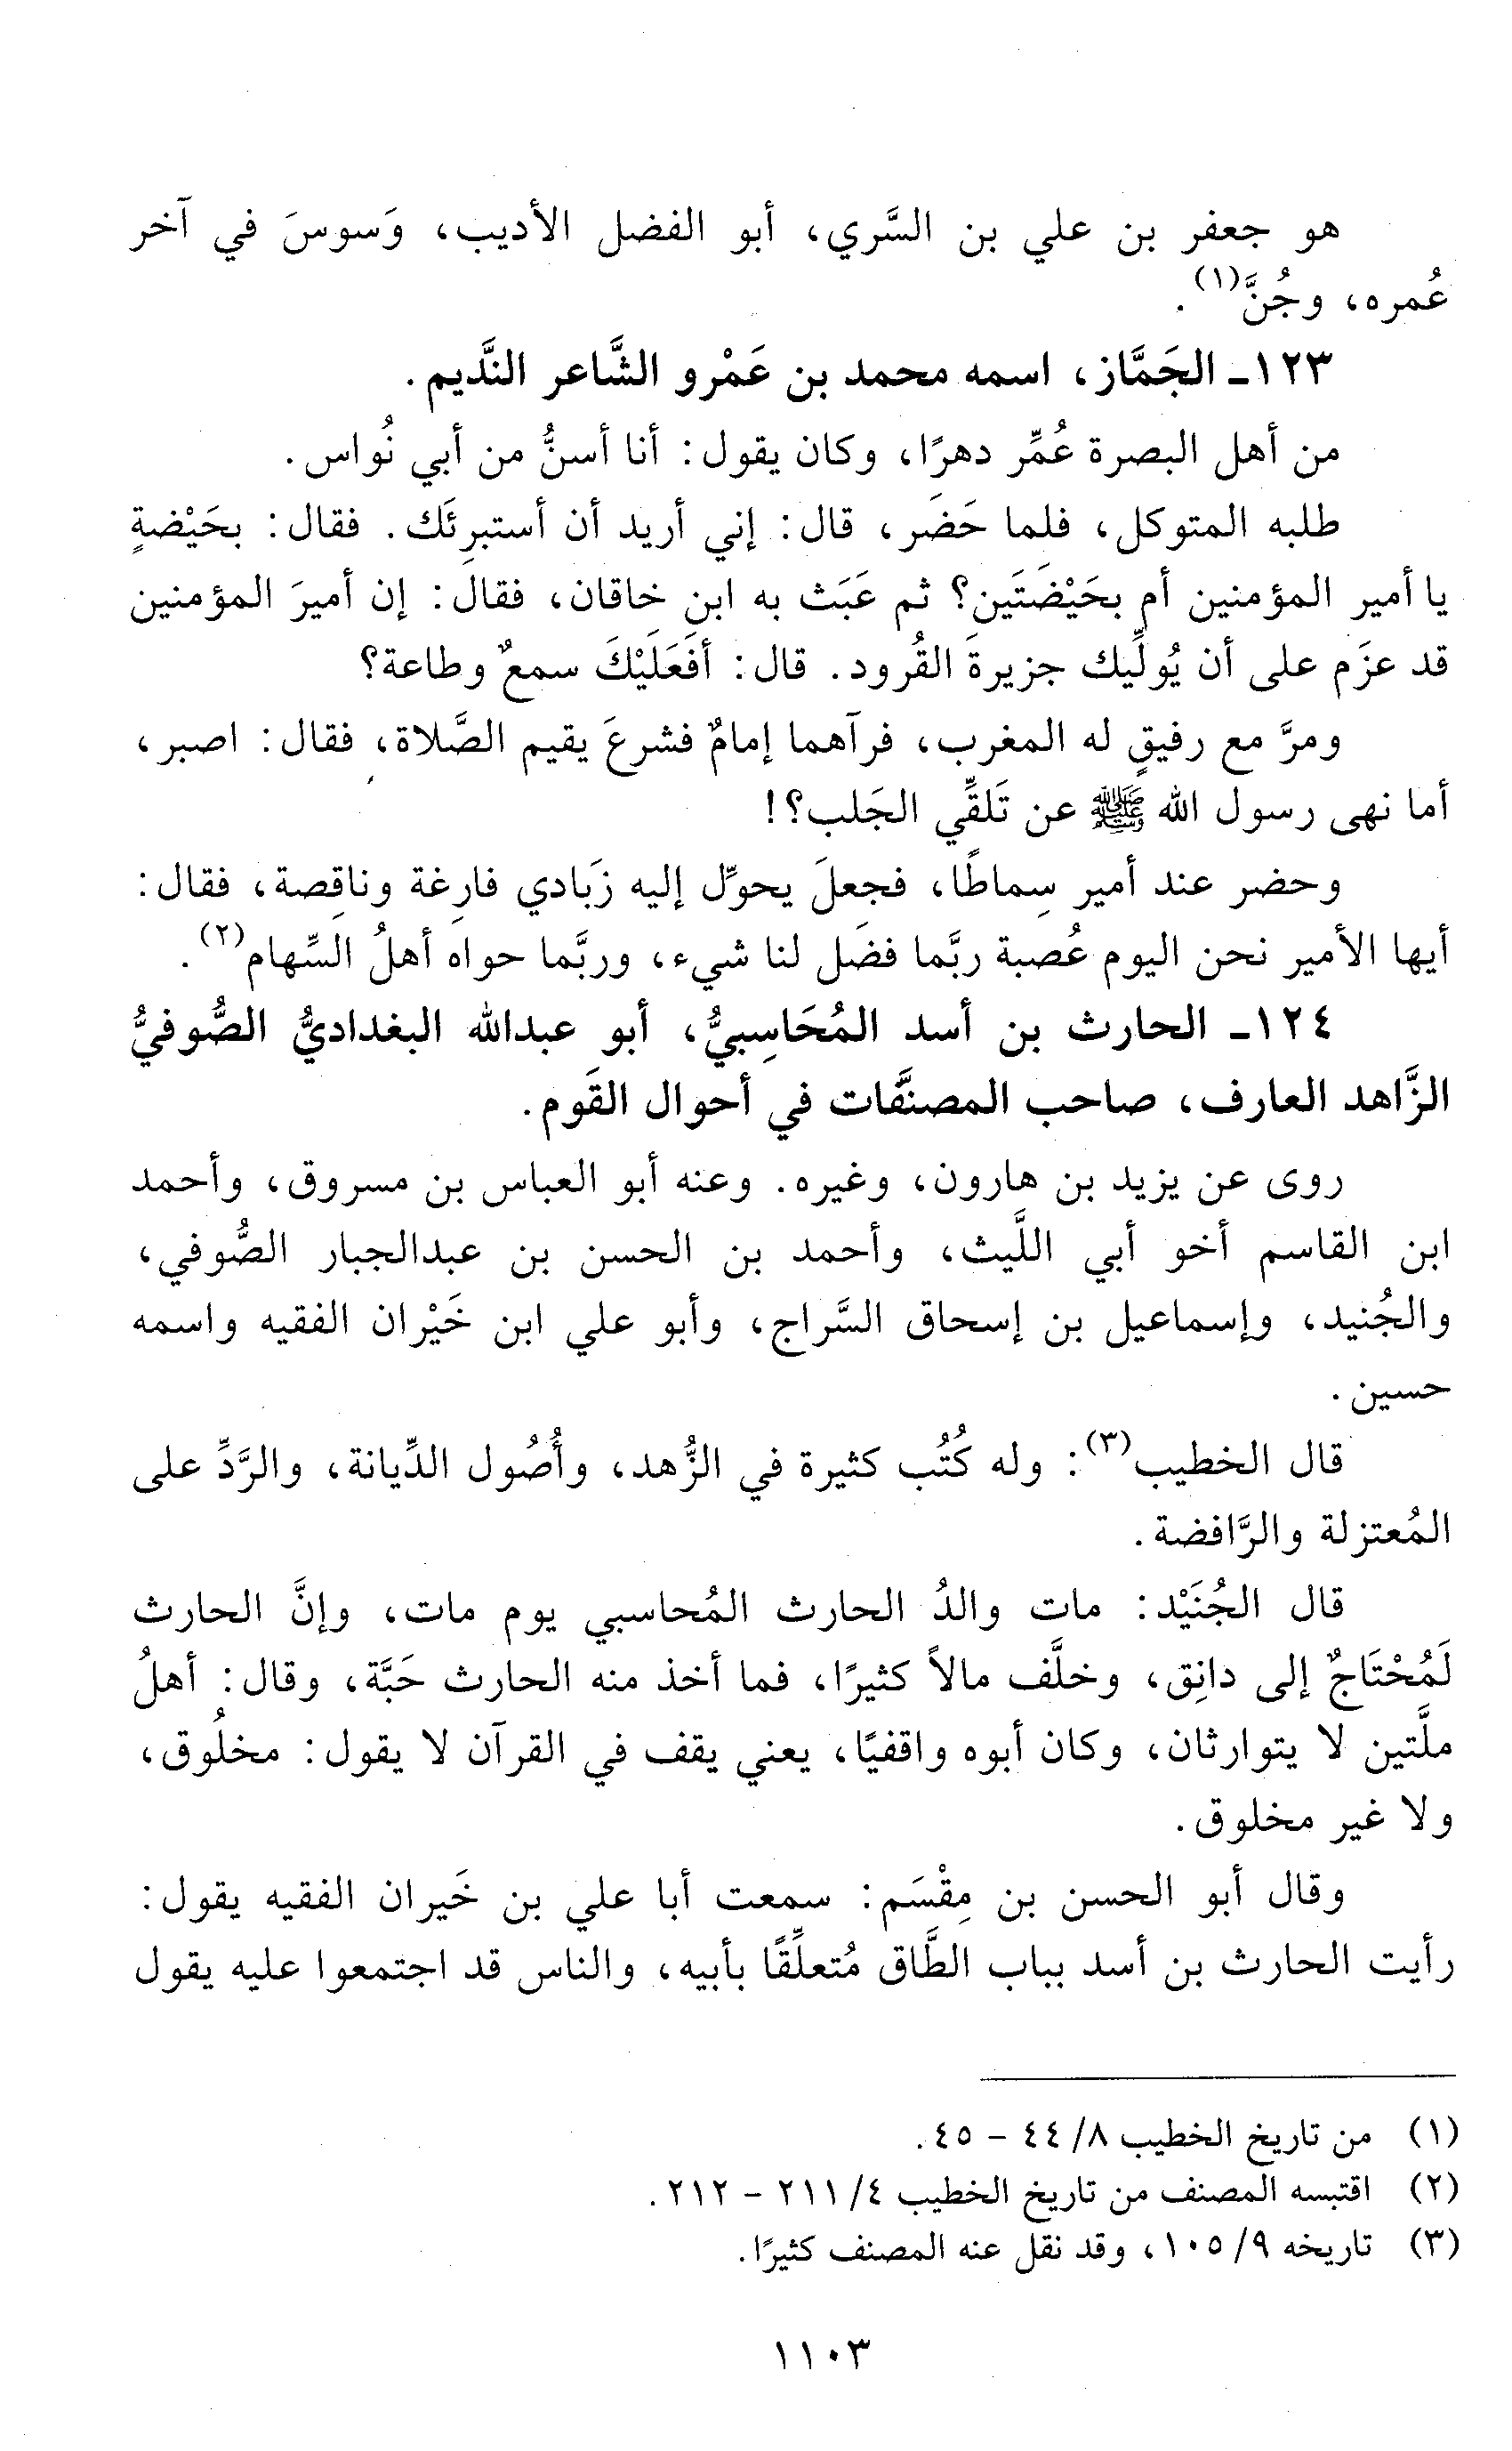 هو جعفر بن علي بن السَّري، أبو الفضل الأديب، وَسوسَ في آخر
عُمره، وجُنَّ(١).
١٢٣- الجَمَّاز، اسمه محمد بن عَمْرو الشَّاعر النَّديم.
من أهل البصرة عُمِّر دهرًا، وكان يقول: أنا أسنُّ من أبي نُواس.
طلبه المتوكل، فلما حَضَر، قال: إني أريد أن أستبرِئَك. فقال: بحَيْضةٍ
يا أمير المؤمنين أم بحَيْضَتَين؟ ثم عَبَث به ابن خاقان، فقال: إن أميرَ المؤمنين
قد عزَم على أن يُولِّيك جزيرةَ القُرود. قال: أفَعَلَيْكَ سمعٌ وطاعة؟
ومرَّ مع رفيقٍ له المغرب، فرآهما إمامٌ فشرعَ يقيم الصَّلاة، فقال: اصبر،
أما نهى رسول الله ﷺ عن تَلقِّي الجَلب؟!
وحضر عند أمير سِماطًا، فجعلَ يحوِّل إليه زَبادي فارِغة وناقِصة، فقال:
أيها الأمير نحن اليوم عُصبة ربَّما فضَل لنا شيء، وربَّما حواه أهلُ السِّهام(٢).
١٢٤- الحارث بن أسد المُحَاسِبيُّ، أبو عبدالله البغداديُّ الصُّوفيُّ
الزَّاهد العارف، صاحب المصنَّفات في أحوال القَوم.
روى عن يزيد بن هارون، وغيره. وعنه أبو العباس بن مسروق، وأحمد
ابن القاسم أخو أبي اللَّيث، وأحمد بن الحسن بن عبدالجبار الصُّوفي،
والجُنيد، وإسماعيل بن إسحاق السَّراج، وأبو علي ابن خَيْران الفقيه واسمه
حسين.
قال الخطيب(٣): وله كُتُب كثيرة في الزُّهد، وأُصُول الدِّيانة، والرَّدِّ على
المُعتزلة والرَّافضة.
قال الجُنَيْد: مات والدُ الحارث المُحاسبي يوم مات، وإنَّ الحارث
لَمُحْتَاجٌ إلى دانِق، وخلَّف مالاً كثيرًا، فما أخذ منه الحارث حَبَّة، وقال: أهلُ
ملَّتين لا يتوارثان، وكان أبوه واقفيًا، يعني يقف في القرآن لا يقول: مخلُوق،
ولا غير مخلوق.
وقال أبو الحسن بن مِقْسَم: سمعت أبا علي بن خَيران الفقيه يقول:
رأيت الحارث بن أسد بباب الطَّاق مُتعلِّقًا بأبيه، والناس قد اجتمعوا عليه يقول
(١) من تاريخ الخطيب ٨/ ٤٤ - ٤٥.
(٢) اقتبسه المصنف من تاريخ الخطيب ٤/ ٢١١ - ٢١٢.
(٣) تاريخه ٩/ ١٠٥، وقد نقل عنه المصنف كثيرًا.
١١٠٣